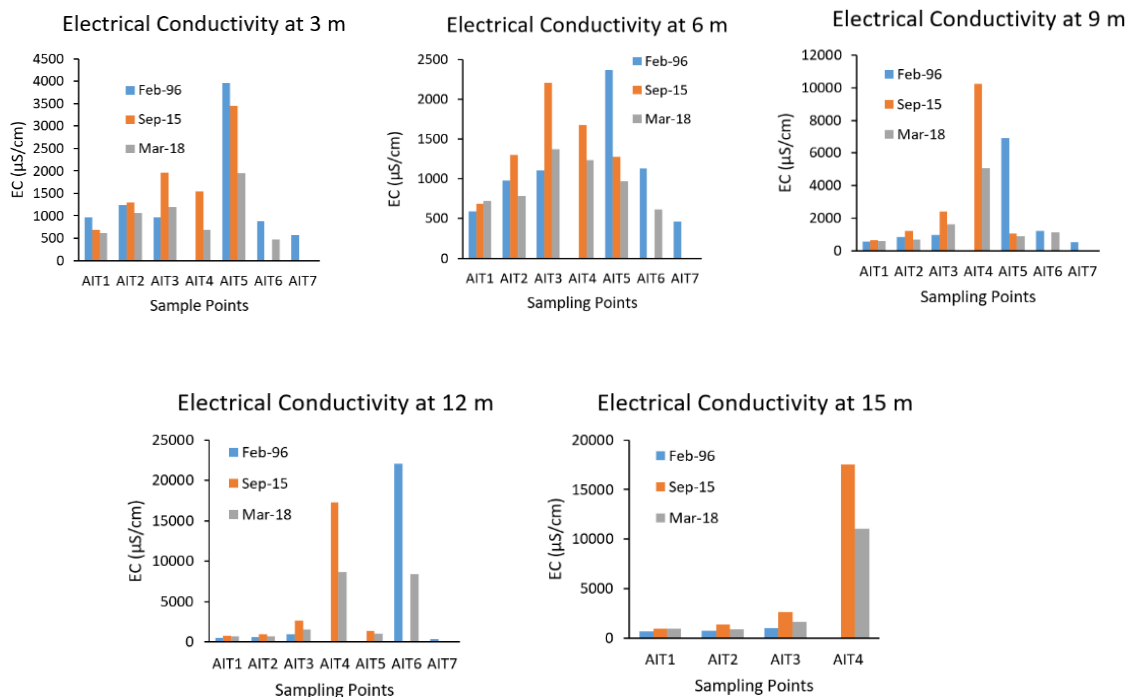 Electrical Conductivity at 3 m
4500
4000
3500
3000
2500
2000
1500
1000
500
0
EC (µS/cm)
Feb-96
Sep-15
Mar-18
AIT1 AIT2 AIT3 AIT4 AIT5 AIT6 AIT7
Sample Points
Electrical Conductivity at 6 m
2500
2000
1500
1000
500
0
EC (µS/cm)
Feb-96
Sep-15
Mar-18
AIT1 AIT2 AIT3 AIT4 AIT5 AIT6 AIT7
Sampling Points
Electrical Conductivity at 9 m
12000
10000
8000
6000
4000
2000
0
EC (µS/cm)
Feb-96
Sep-15
Mar-18
AIT1 AIT2 AIT3 AIT4 AIT5 AIT6 AIT7
Sampling Points
Electrical Conductivity at 12 m
25000
20000
15000
10000
5000
0
EC (µS/cm)
Feb-96
Sep-15
Mar-18
AIT1 AIT2 AIT3 AIT4 AIT5 AIT6 AIT7
Sampling Points
Electrical Conductivity at 15 m
20000
15000
10000
5000
0
EC (µS/cm)
Feb-96
Sep-15
Mar-18
AIT1 AIT2 AIT3 AIT4
Sampling Points